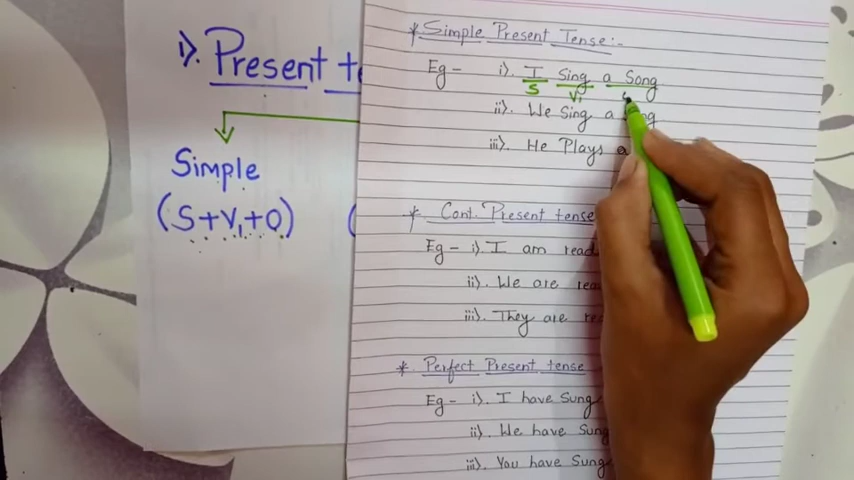 1). Present
Simple
(S+V1+O)
* Simple Present Tense:-
Eg - i). I Sing a Song
S V1
ii). We Sing a
iii). He Plays a
* Cont. Present tense
Eg - i). I am
ii). We are
iii). They are
* Perfect Present tense
Eg - i). I have Sung
ii). We have Sung
iii). You have Sung